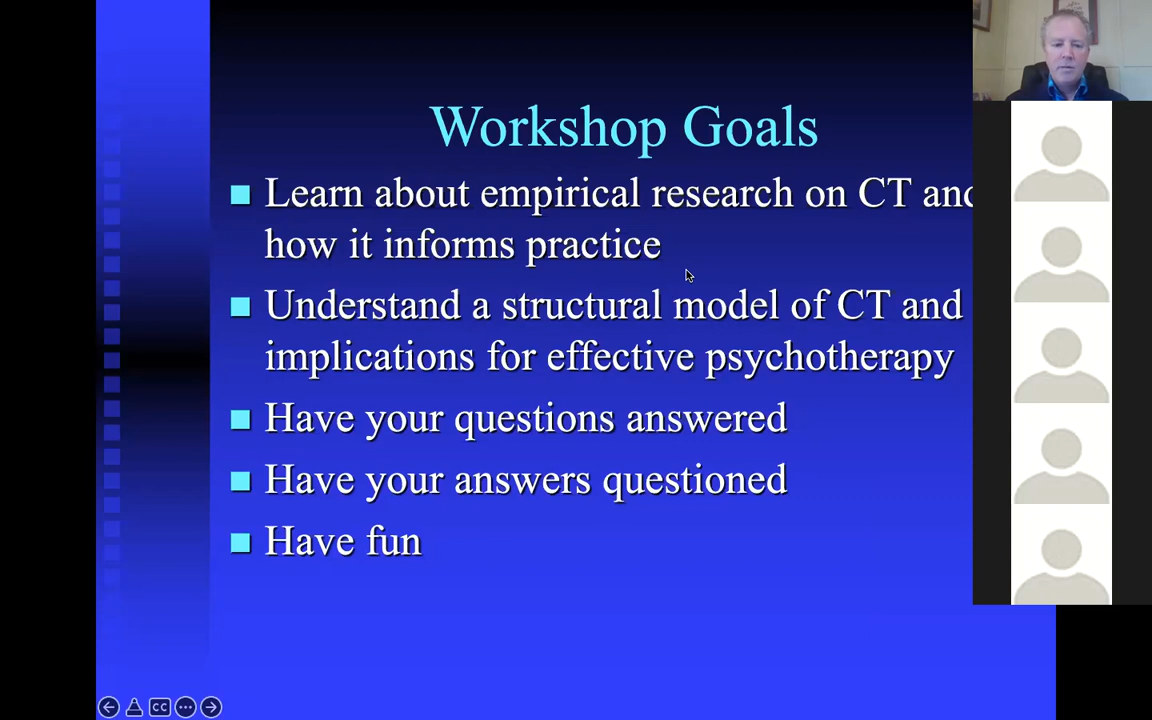 Workshop Goals
Learn about empirical research on CT and
how it informs practice
Understand a structural model of CT and
implications for effective psychotherapy
Have your questions answered
Have your answers questioned
Have fun
CC